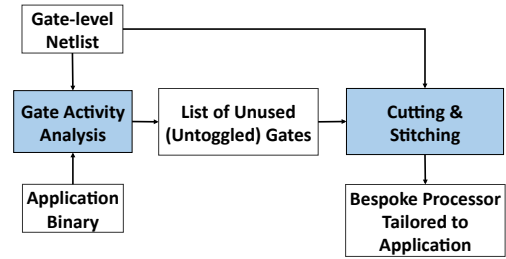 Gate-level
Netlist
Gate Activity
Analysis
List of Unused
(Untoggled) Gates
Cutting &
Stitching
Application
Binary
Bespoke Processor
Tailored to
Application